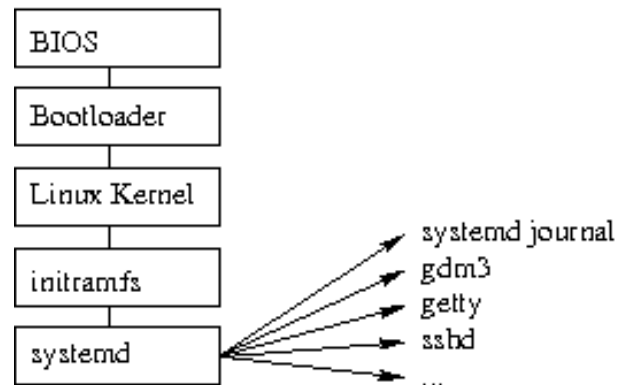 BIOS
Bootloader
Linux Kernel
initramfs
systemd
systemd journal
gdm3
getty
sshd
...